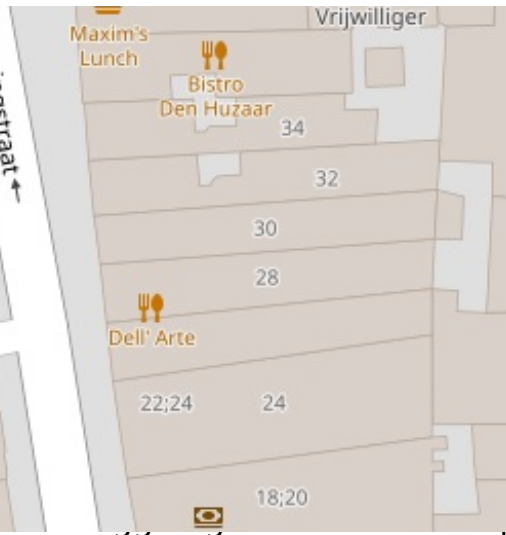 Vrijwilliger
Maxim's
Lunch
Bistro
Den Huzaar
34
32
30
28
Dell' Arte
22;24
24
18;20